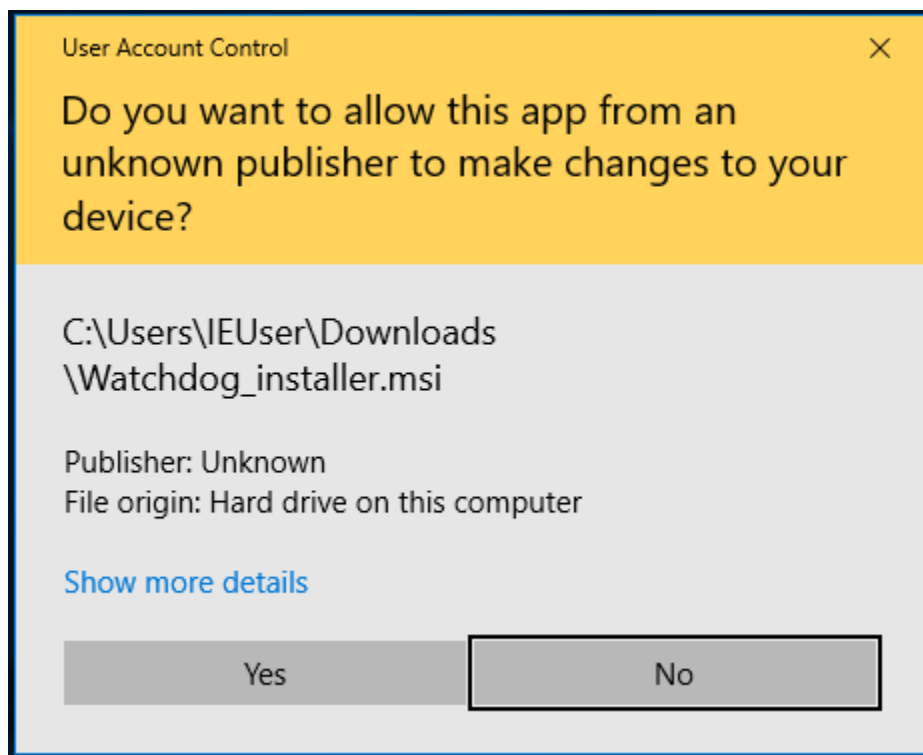 User Account Control
Do you want to allow this app from an
unknown publisher to make changes to your
device?
C:\Users\IEUser\Downloads
\Watchdog_installer.msi
Publisher: Unknown
File origin: Hard drive on this computer
Show more details
Yes
No